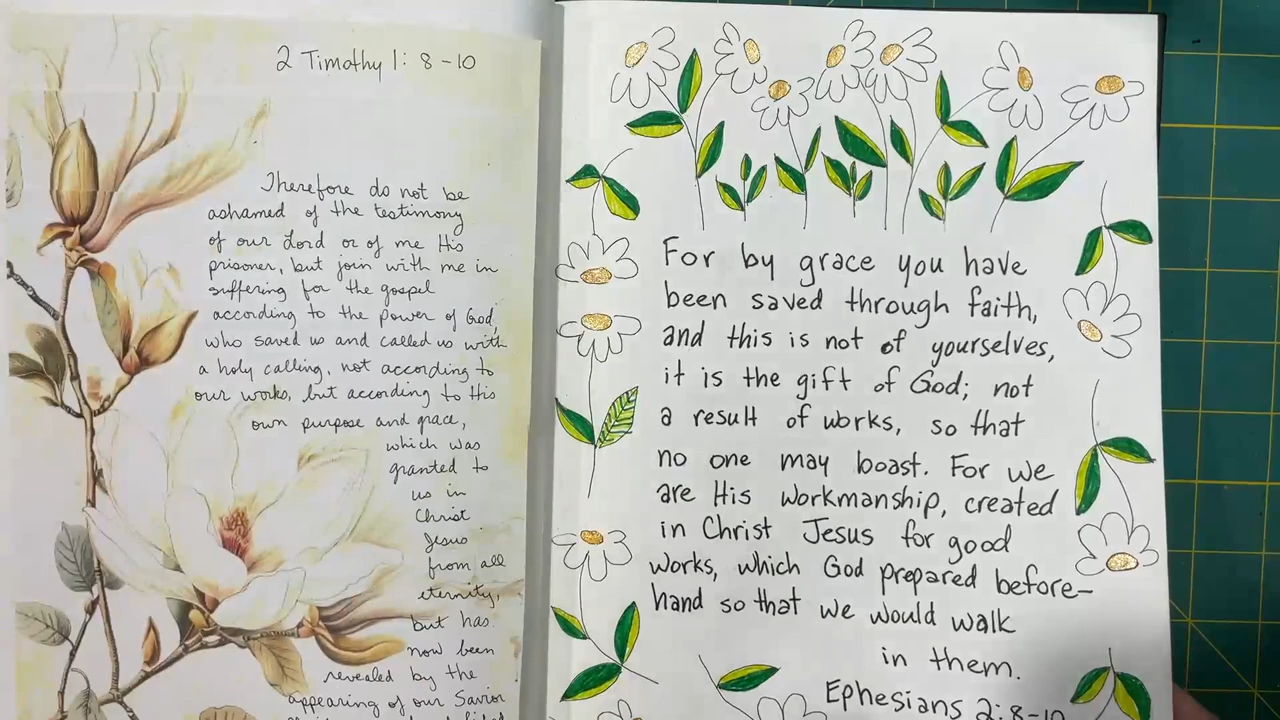 2 Timothy 1: 8-10
Therefore do not be
ashamed of the testimony
of our Lord or of me His
prisoner, but join with me in
suffering for the gospel
according to the power of God,
who saved us and called us with
a holy calling, not according to
our works, but according to His
own purpose and grace,
which was
granted to
us in
Christ
Jesus
from all
eternity,
but has
now been
revealed by the
appearing of our Savior
For by grace you have
been saved through faith,
and this is not of yourselves,
it is the gift of God; not
a result of works, so that
no one may boast. For we
are His workmanship, created
in Christ Jesus for good
works, which God prepared before-
hand so that we would walk
in them.
Ephesians 2:8-10